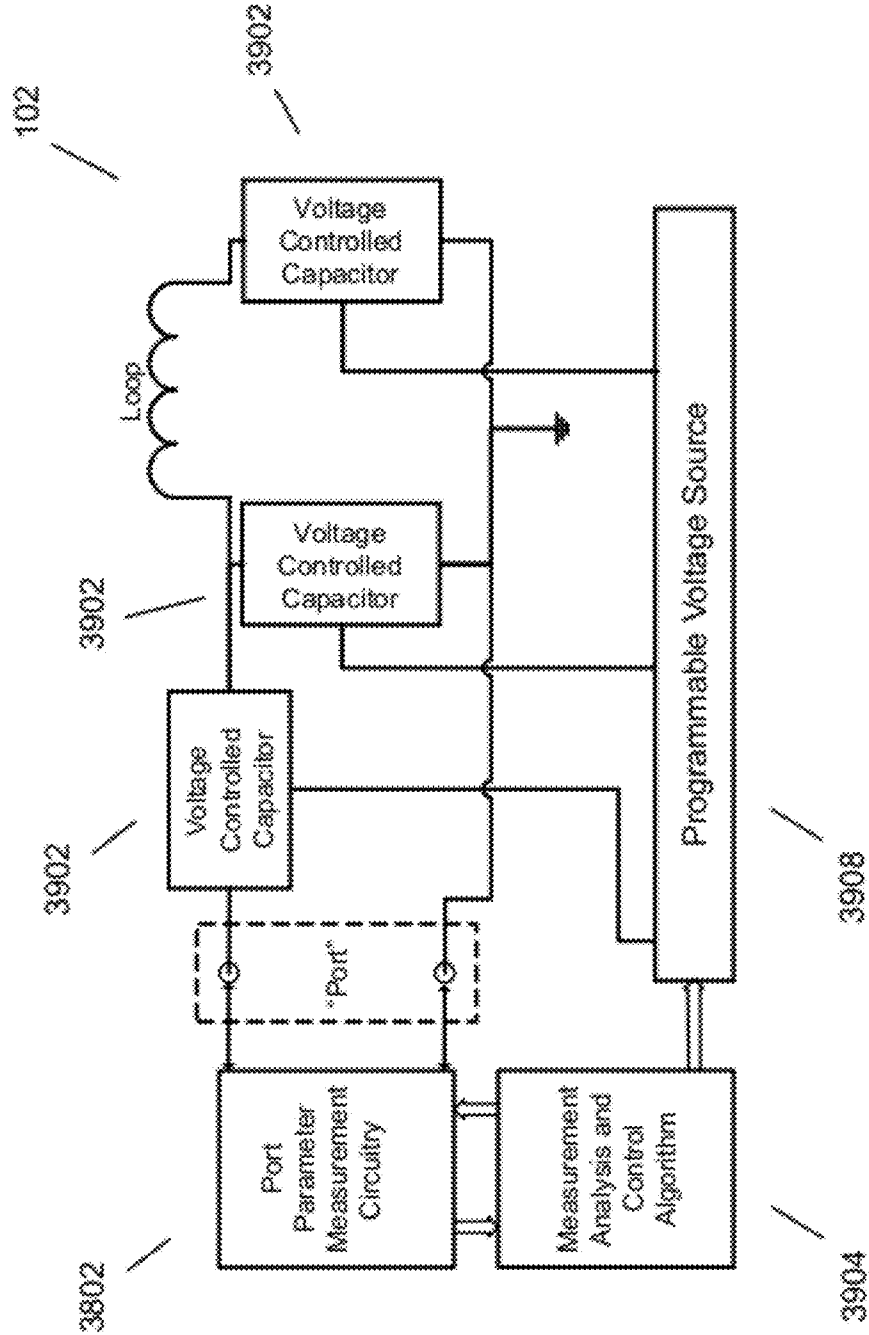 102
3902
Loop
Voltage
Controlled
Capacitor
3902
Voltage
Controlled
Capacitor
3902
Voltage
Controlled
Capacitor
"Port"
3802
Port
Parameter
Measurement
Circuitry
Measurement
Analysis and
Control
Algorithm
3904
Programmable Voltage Source
3908